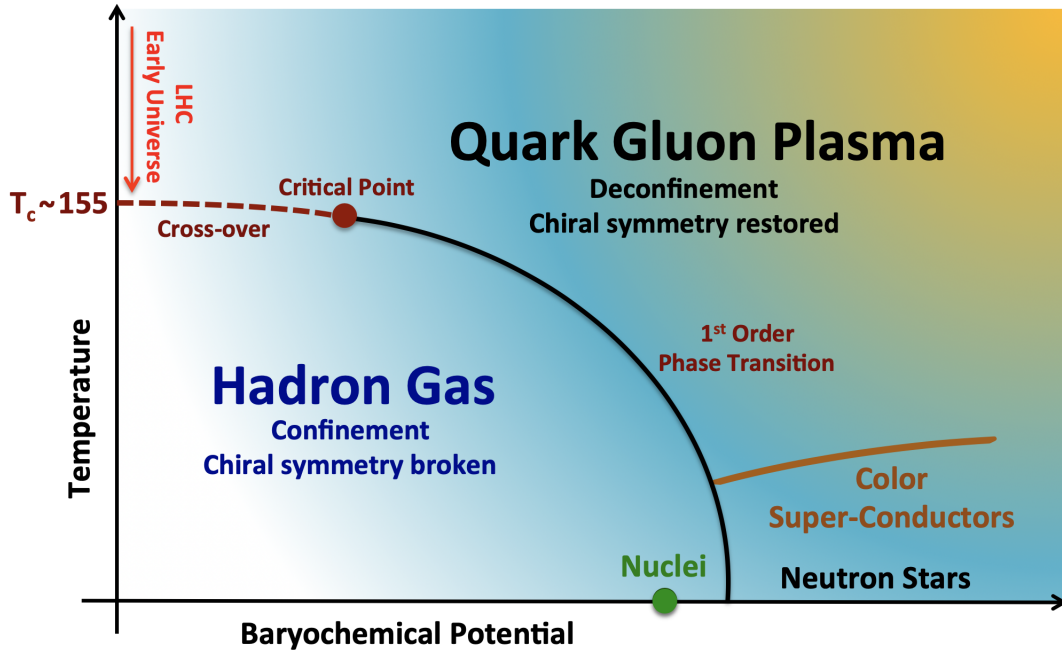 LHC
Early Universe
Quark Gluon Plasma
Deconfinement
Chiral symmetry restored
Critical Point
T_c~155
Cross-over
1st Order
Phase Transition
Temperature
Hadron Gas
Confinement
Chiral symmetry broken
Color
Super-Conductors
Nuclei
Neutron Stars
Baryochemical Potential